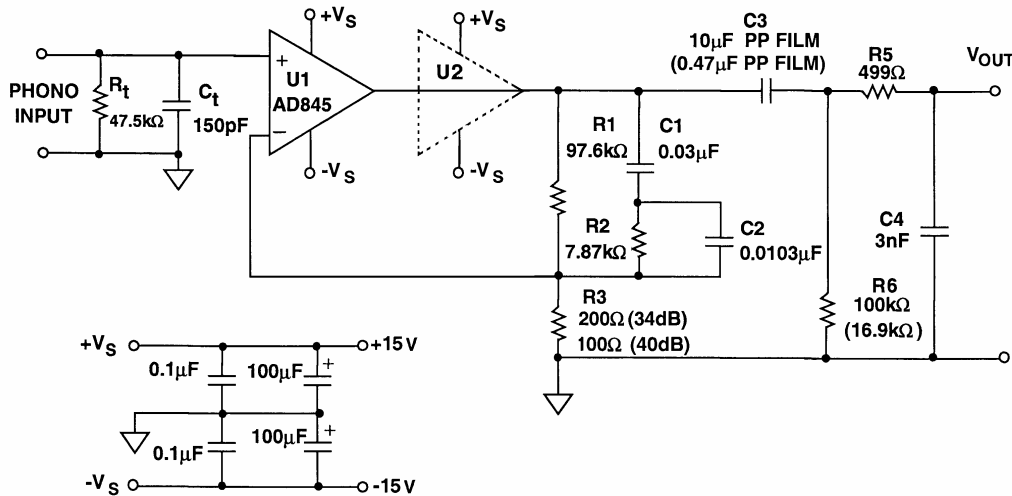 +VS
+VS
C3
10µF PP FILM
(0.47µF PP FILM)
R5
499Ω
VOUT
PHONO
INPUT
Rt
47.5kΩ
Ct
150pF
+
U1
AD845
−
U2
-VS
-VS
R1
97.6kΩ
C1
0.03µF
R2
7.87kΩ
C2
0.0103µF
C4
3nF
R3
200Ω (34dB)
100Ω (40dB)
R6
100kΩ
(16.9kΩ)
+VS
+15V
0.1µF
100µF
+
0.1µF
100µF
+
-VS
-15V